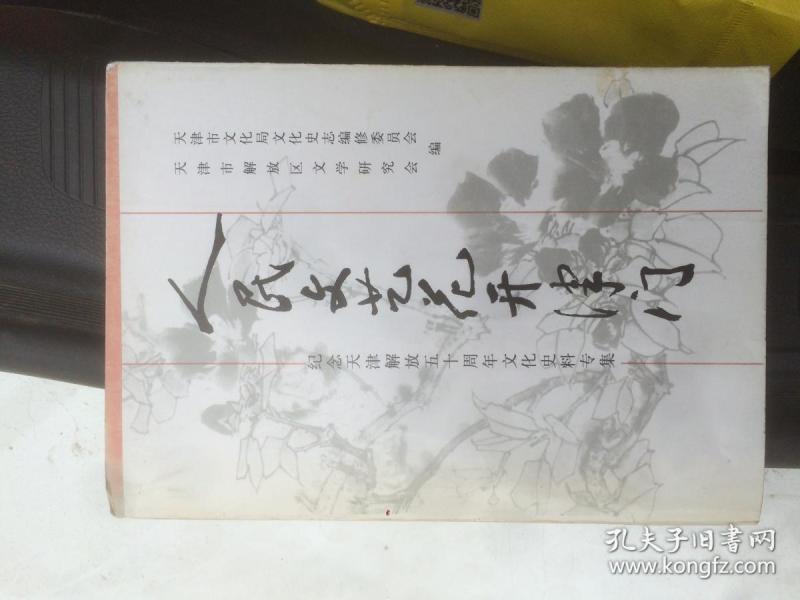 天津市文化局文化史志编修委员会
天津市解放区文学研究会
编
人民文艺花开津门
纪念天津解放五十周年文化史料专集
孔夫子旧书网
www.kongfz.com